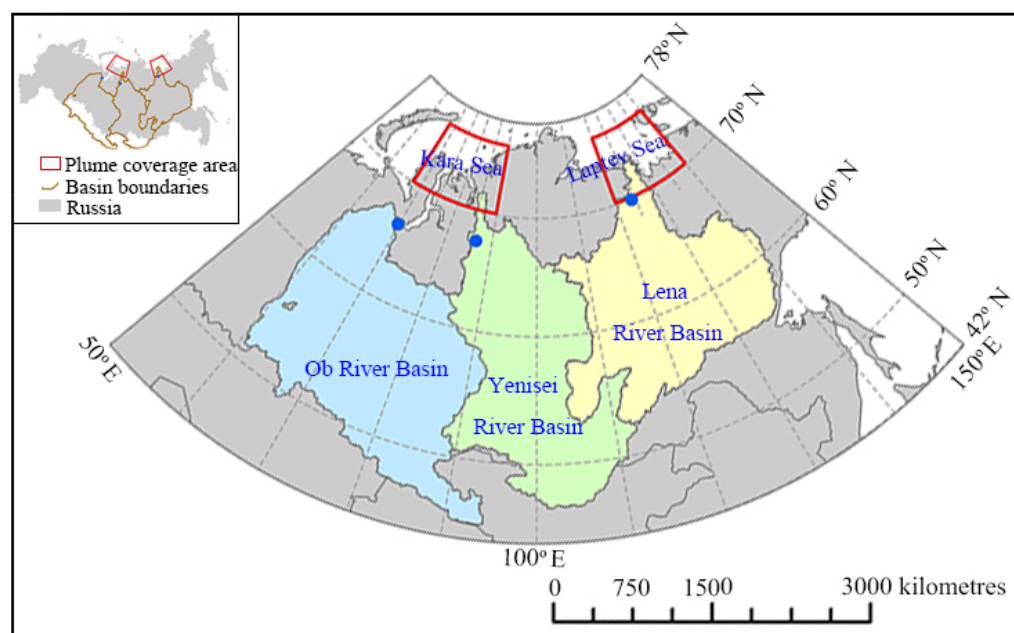 Plume coverage area
Basin boundaries
Russia
78° N
70° N
60° N
50° N
42° N
150° E
50° E
100° E
Kara Sea
Laptev Sea
Lena
River Basin
Ob River Basin
Yenisei
River Basin
0 750 1500 3000 kilometres